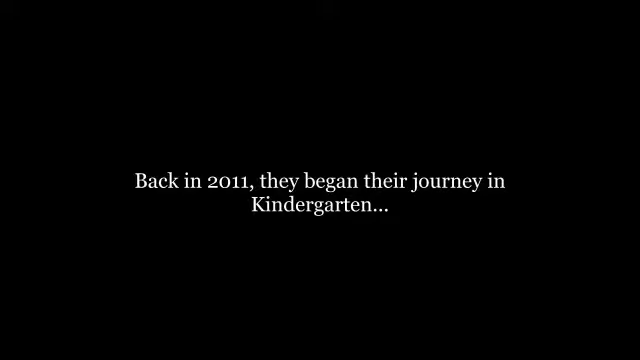 Back in 2011, they began their journey in
Kindergarten...